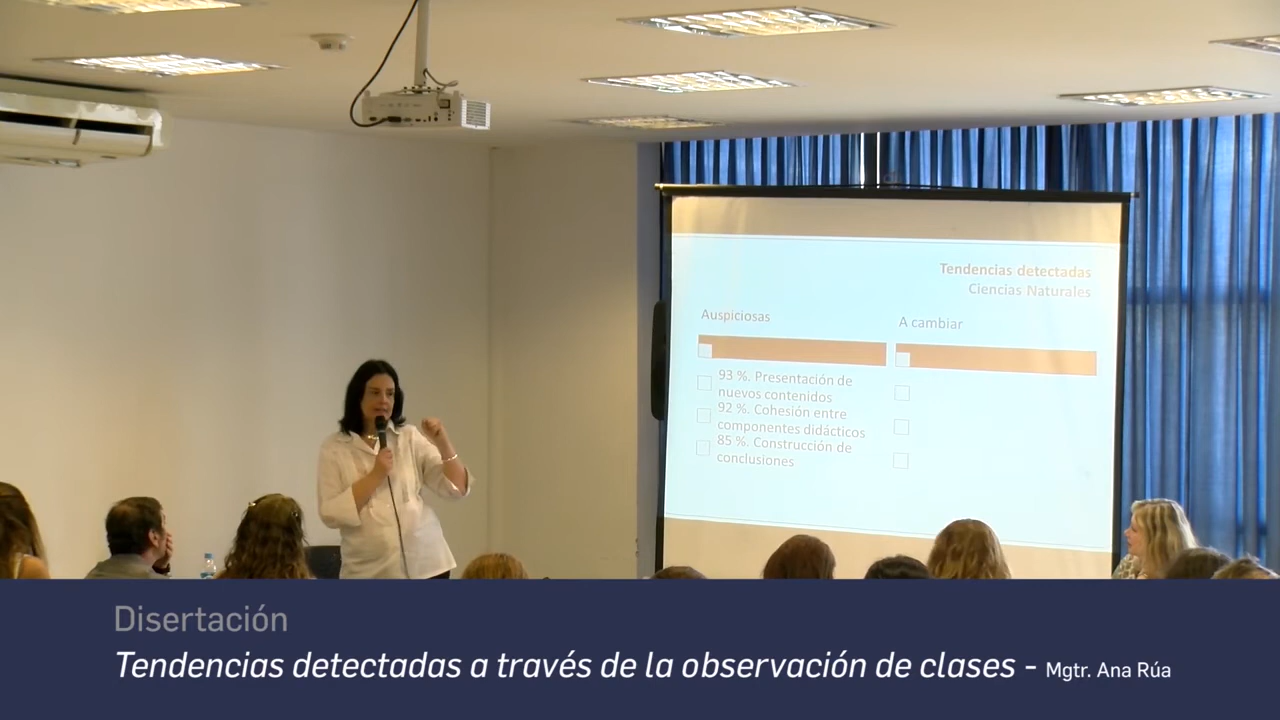 Tendencias detectadas
Ciencias Naturales
Auspiciosas
A cambiar
93 %. Presentación de
nuevos contenidos
92 %. Cohesión entre
componentes didácticos
85 %. Construcción de
conclusiones
Disertación
Tendencias detectadas a través de la observación de clases - Mgtr. Ana Rúa